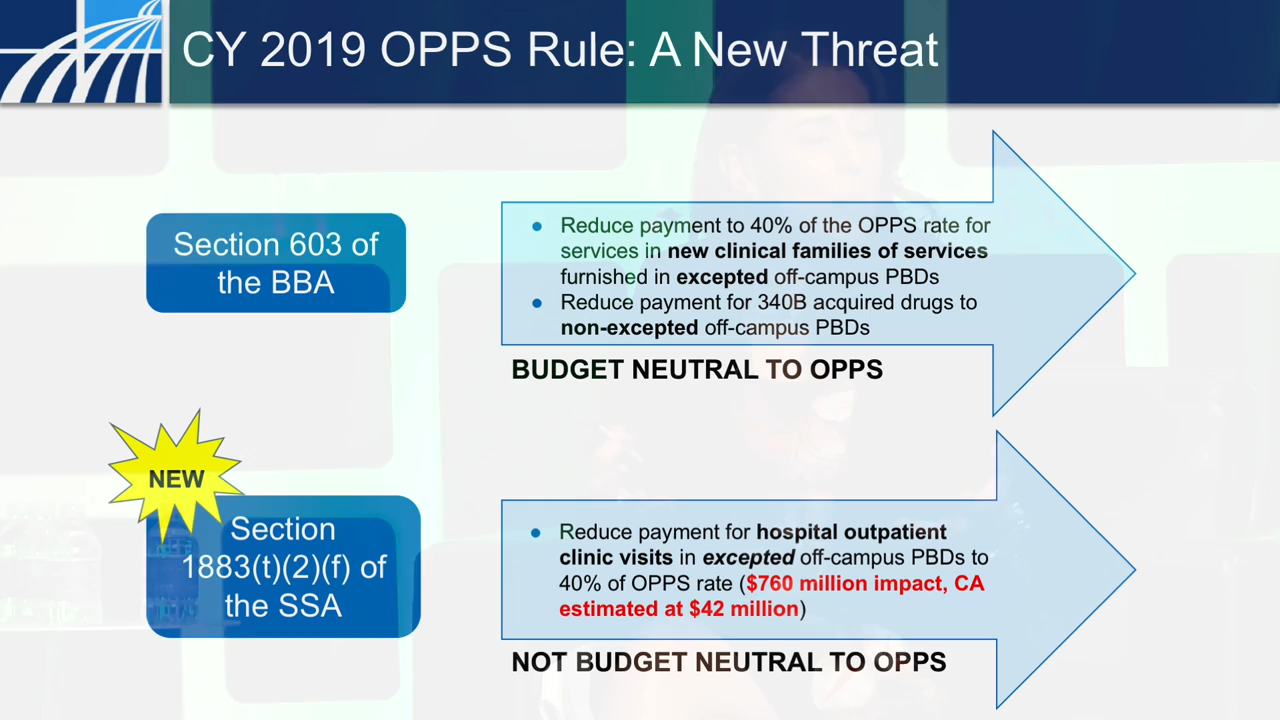 CY 2019 OPPS Rule: A New Threat
Section 603 of
the BBA
● Reduce payment to 40% of the OPPS rate for
services in new clinical families of services
furnished in excepted off-campus PBDs
● Reduce payment for 340B acquired drugs to
non-excepted off-campus PBDs
BUDGET NEUTRAL TO OPPS
NEW
Section
1883(t)(2)(f) of
the SSA
● Reduce payment for hospital outpatient
clinic visits in excepted off-campus PBDs to
40% of OPPS rate ($760 million impact, CA
estimated at $42 million)
NOT BUDGET NEUTRAL TO OPPS